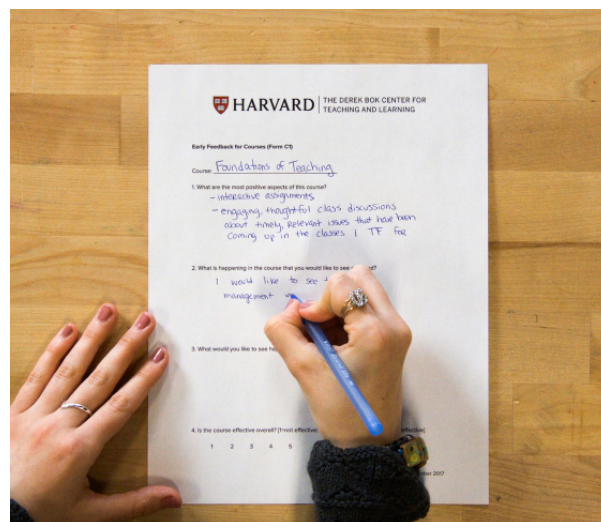 HARVARD
THE DEREK BOK CENTER FOR
TEACHING AND LEARNING
Early Feedback for Courses (Form C1)
Course: Foundations of Teaching
1. What are the most positive aspects of this course?
- interactive assignments
- engaging, thoughtful class discussions
about timely, relevant issues that have been
coming up in the classes I TF for
2. What is happening in the course that you would like to see
I would like to see
management
3. What would you like to see
4. Is the course effective overall? [1=not effective
1 2 3 4 5
2017